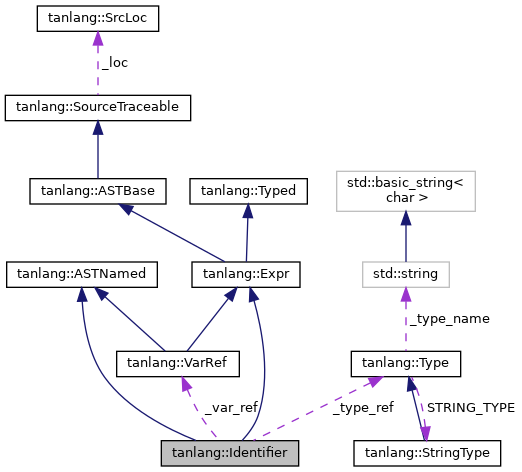 tanlang::SrcLoc
_loc
tanlang::SourceTraceable
tanlang::ASTBase
tanlang::Typed
std::basic_string<
char >
tanlang::ASTNamed
tanlang::Expr
std::string
_type_name
tanlang::VarRef
tanlang::Type
_var_ref
_type_ref
STRING_TYPE
tanlang::Identifier
tanlang::StringType